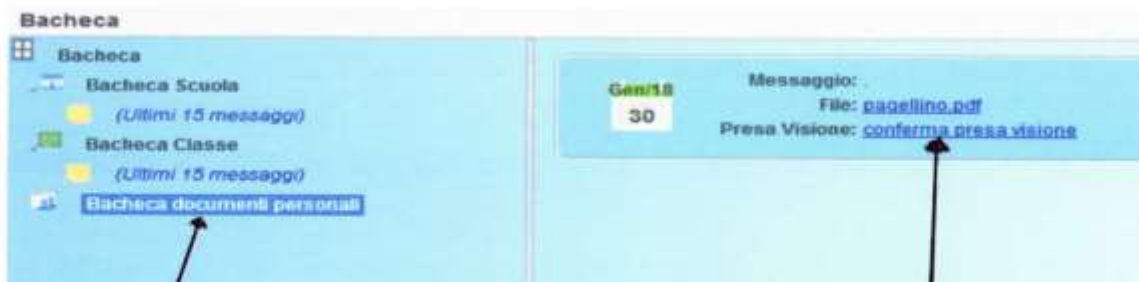 Bacheca
Bacheca
Bacheca Scuola
(Ultimi 15 messaggi)
Bacheca Classe
(Ultimi 15 messaggi)
Bacheca documenti personali
Gen/18
30
Messaggio: .
File: pagellino.pdf
Presa Visione: conferma presa visione